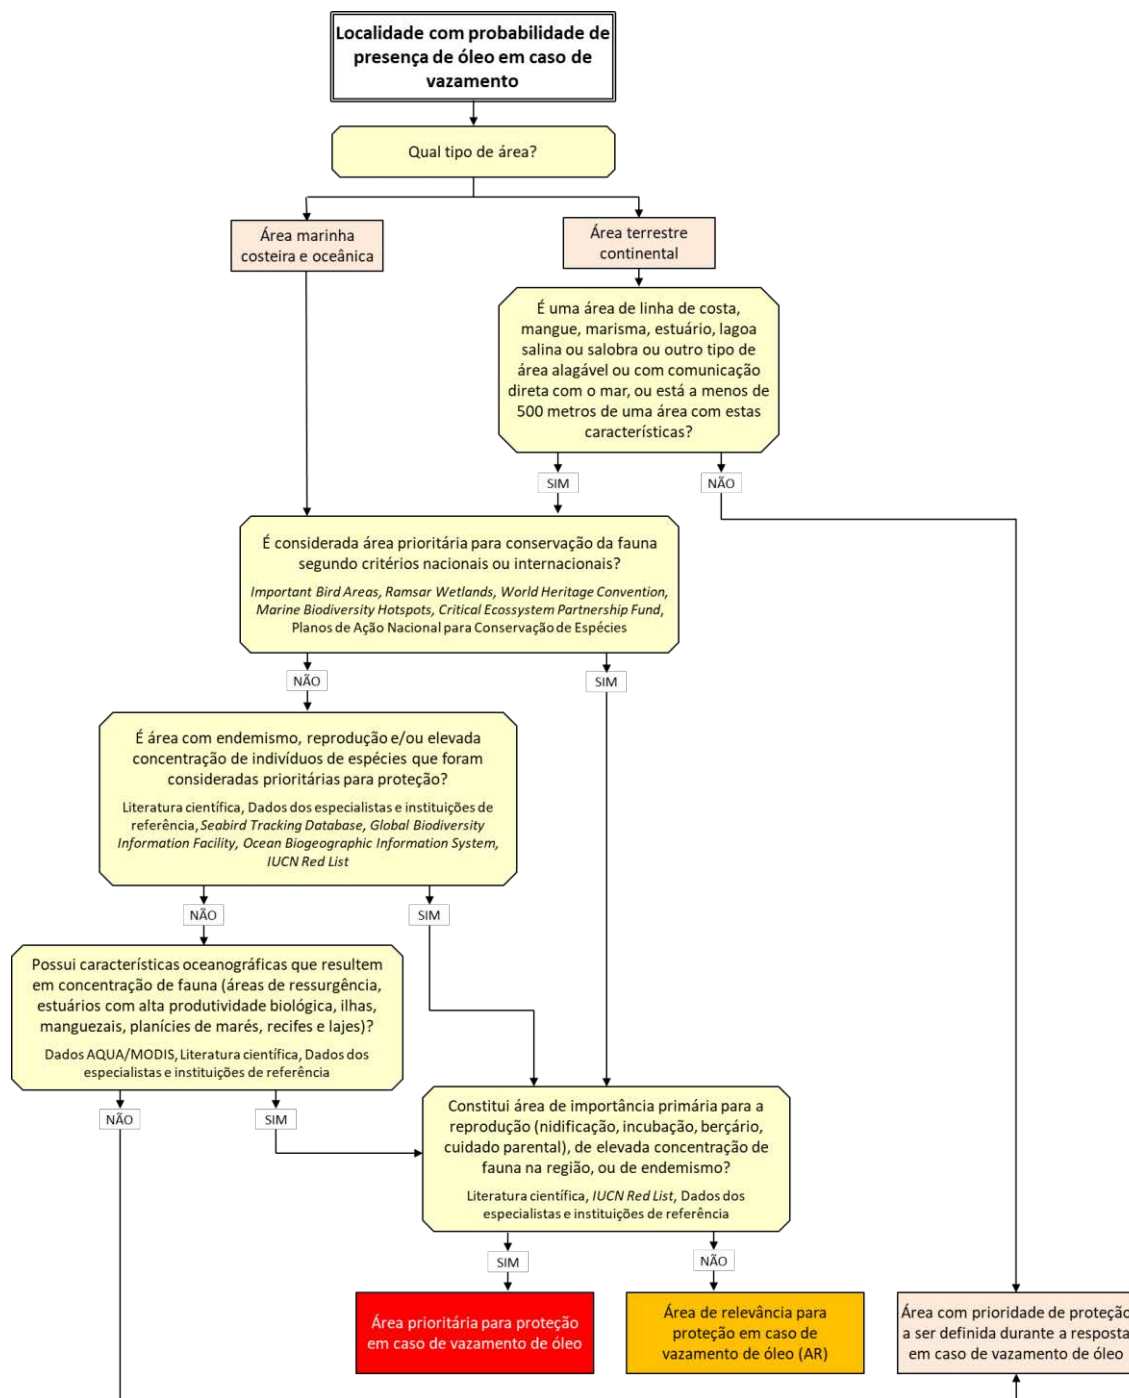 Localidade com probabilidade de
presença de óleo em caso de
vazamento
Qual tipo de área?
Área marinha
costeira e oceânica
Área terrestre
continental
É uma área de linha de costa,
mangue, marisma, estuário, lagoa
salina ou salobra ou outro tipo de
área alagável ou com comunicação
direta com o mar, ou está a menos de
500 metros de uma área com estas
características?
SIM
NÃO
É considerada área prioritária para conservação da fauna
segundo critérios nacionais ou internacionais?
Important Bird Areas, Ramsar Wetlands, World Heritage Convention,
Marine Biodiversity Hotspots, Critical Ecosystem Partnership Fund,
Planos de Ação Nacional para Conservação de Espécies
NÃO
SIM
É área com endemismo, reprodução e/ou elevada
concentração de indivíduos de espécies que foram
consideradas prioritárias para proteção?
Literatura científica, Dados dos especialistas e instituições de
referência, Seabird Tracking Database, Global Biodiversity
Information Facility, Ocean Biogeographic Information System,
IUCN Red List
NÃO
SIM
Possui características oceanográficas que resultem
em concentração de fauna (áreas de ressurgência,
estuários com alta produtividade biológica, ilhas,
manguezais, planícies de marés, recifes e lajes)?
Dados AQUA/MODIS, Literatura científica, Dados dos
especialistas e instituições de referência
NÃO
SIM
Constitui área de importância primária para a
reprodução (nidificação, incubação, berçário,
cuidado parental), de elevada concentração de
fauna na região, ou de endemismo?
Literatura científica, IUCN Red List, Dados dos
especialistas e instituições de referência
SIM
NÃO
Área prioritária para proteção
em caso de vazamento de óleo
Área de relevância para
proteção em caso de
vazamento de óleo (AR)
Área com prioridade de proteção
a ser definida durante a resposta
em caso de vazamento de óleo